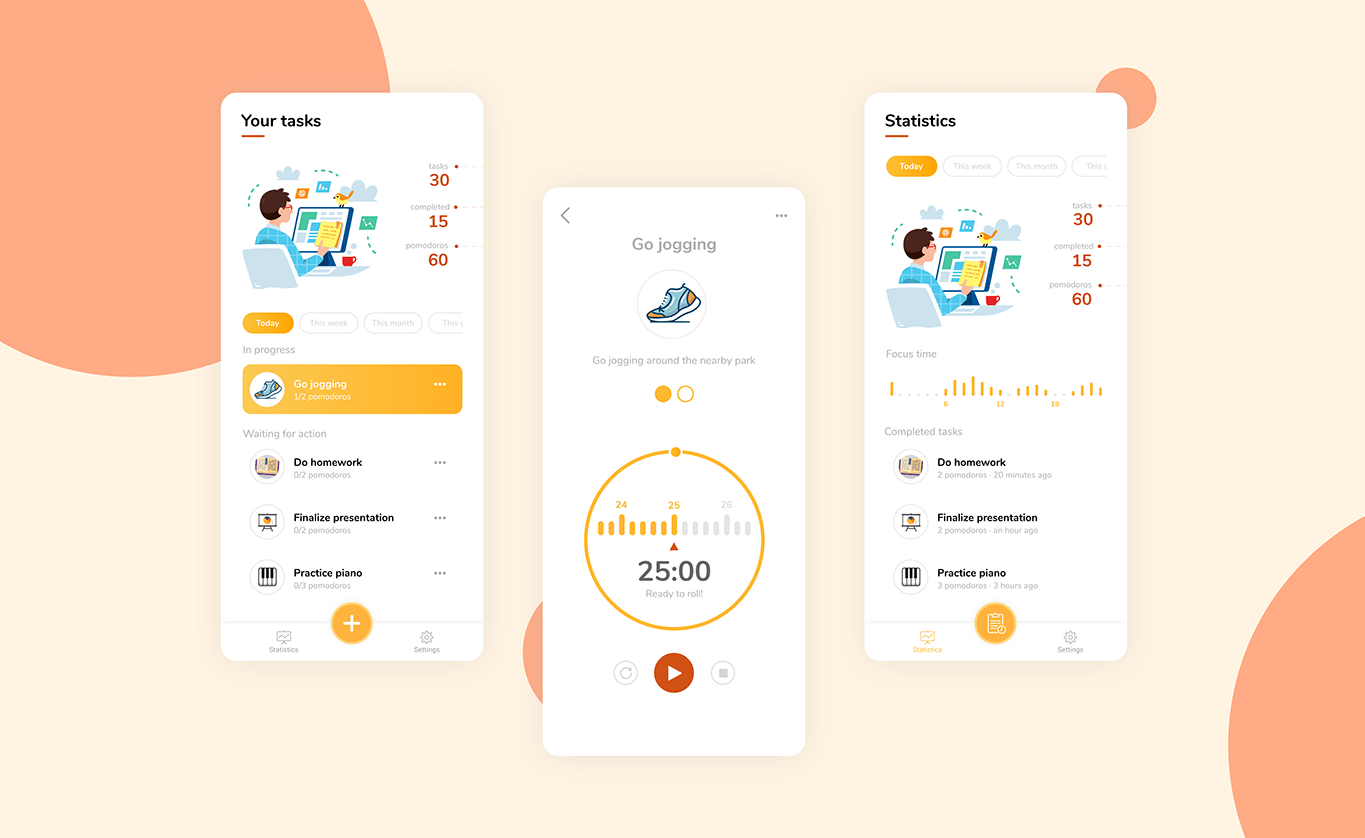 Your tasks
tasks
30
completed
15
pomodoros
60
Today
This week
This month
This y
In progress
Go jogging
1/2 pomodoros
Waiting for action
Do homework
0/2 pomodoros
Finalize presentation
0/2 pomodoros
Practice piano
0/3 pomodoros
Statistics
Settings
Go jogging
Go jogging around the nearby park
24 25 26
25:00
Ready to roll!
Statistics
Today
This week
This month
This y
tasks
30
completed
15
pomodoros
60
Focus time
6 12 18
Completed tasks
Do homework
2 pomodoros · 20 minutes ago
Finalize presentation
2 pomodoros · an hour ago
Practice piano
3 pomodoros · 3 hours ago
Statistics
Settings